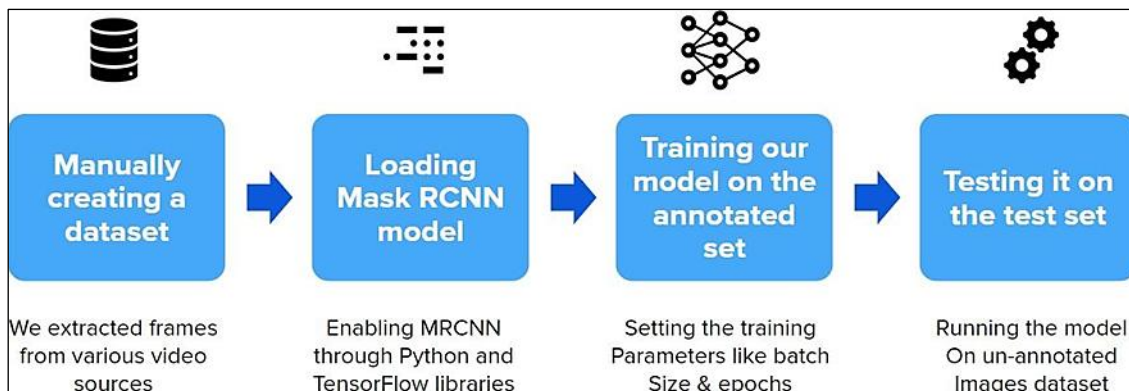 Manually
creating a
dataset
Loading
Mask RCNN
model
Training our
model on the
annotated
set
Testing it on
the test set
We extracted frames
from various video
sources
Enabling MRCNN
through Python and
TensorFlow libraries
Setting the training
Parameters like batch
Size & epochs
Running the model
On un-annotated
Images dataset